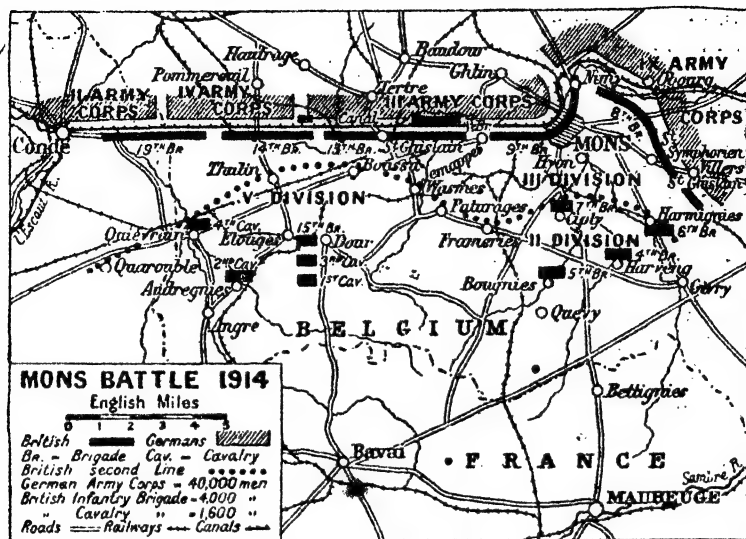 Hautrage
Baudour
Ghlin
Nimy
IX ARMY
Obourg
Pommereuil
Tertre
II ARMY
CORPS
IV ARMY
CORPS
III ARMY CORPS
CORPS
Canal
Condé
19TH BR.
14TH BR.
13TH BR.
St Ghislain
Jemappes
9TH BR.
8TH BR.
MONS
St Symphorien
Villers
St Ghislain
Thulin
Boussu
Hyon
V DIVISION
Wasmes
III DIVISION
l'Escaut R.
Quievrain
4TH Cav.
Elouges
15TH Br.
Dour
Paturages
7TH Br.
Ciply
Harmignies
6TH Br.
Frameries
II DIVISION
Quarouble
2ND Cav.
3RD Cav.
4TH Br.
Harveng
Audregnies
1ST Cav.
Bougnies
5TH Br.
Givry
Angre
Quevy
BELGIUM
MONS BATTLE 1914
English Miles
0 1 2 3 4 5
Bettignies
British Germans
BR. = Brigade Cav. = Cavalry
British second Line
German Army Corps = 40,000 men
British Infantry Brigade = 4,000 "
" Cavalry " = 1,600 "
Roads Railways Canals
Bavai
FRANCE
Sambre R.
MAUBEUGE